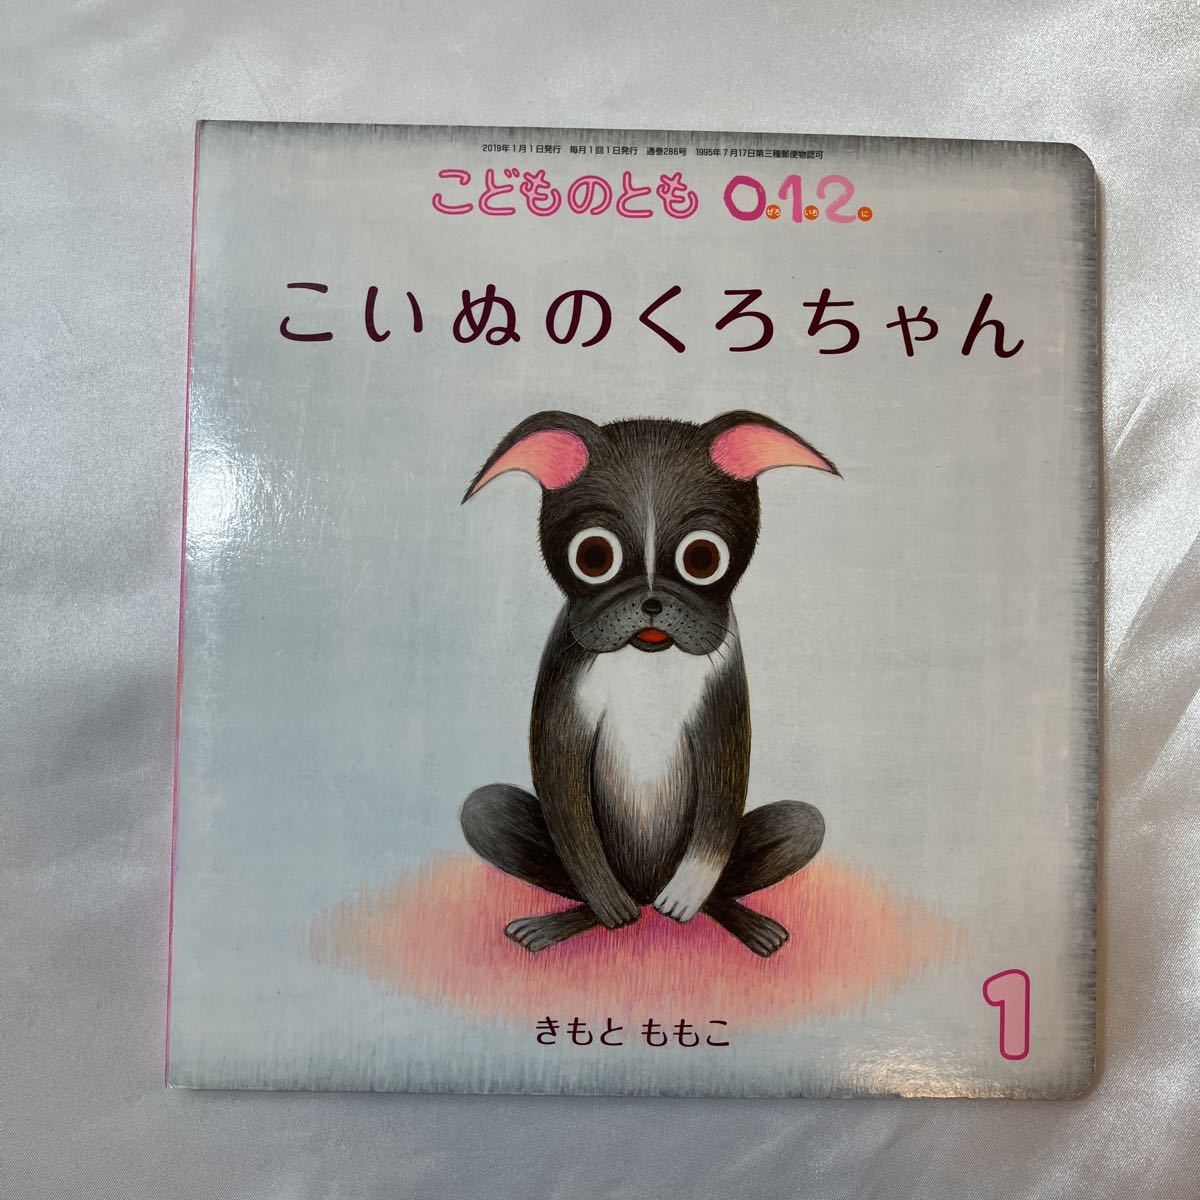 2019年1月1日発行　毎月1回1日発行　通巻286号　1995年7月17日第三種郵便物認可
こどものとも 0.1.2.
ぜろ いち に
こいぬのくろちゃん
きもと ももこ
1